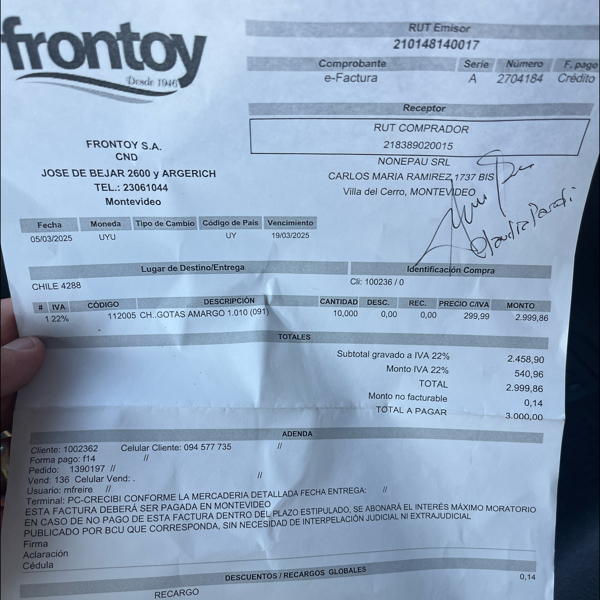 frontoy
Desde 1946
RUT Emisor
210148140017
Comprobante Serie Número F. pago
e-Factura A 2704184 Crédito
Receptor
RUT COMPRADOR
218389020015
FRONTOY S.A.
CND
JOSE DE BEJAR 2600 y ARGERICH
TEL.: 23061044
Montevideo
NONEPAU SRL
CARLOS MARIA RAMIREZ 1737 BIS
Villa del Cerro, MONTEVIDEO
Claudia
Fecha Moneda Tipo de Cambio Código de País Vencimiento
05/03/2025 UYU UY 19/03/2025
Lugar de Destino/Entrega Identificación Compra
CHILE 4288 Cli: 100236 / 0
# IVA CÓDIGO DESCRIPCIÓN CANTIDAD DESC. REC. PRECIO C/IVA MONTO
1 22% 112005 CH..GOTAS AMARGO 1.010 (091) 10,000 0,00 0,00 299,99 2.999,86
TOTALES
Subtotal gravado a IVA 22% 2.458,90
Monto IVA 22% 540,96
TOTAL 2.999,86
Monto no facturable 0,14
TOTAL A PAGAR 3.000,00
ADENDA
Cliente: 1002362 Celular Cliente: 094 577 735 //
Forma pago: f14 //
Pedido: 1390197 //
Vend: 136 Celular Vend: . //
Usuario: mfreire //
Terminal: PC-CRECIBI CONFORME LA MERCADERIA DETALLADA FECHA ENTREGA: //
ESTA FACTURA DEBERÁ SER PAGADA EN MONTEVIDEO
EN CASO DE NO PAGO DE ESTA FACTURA DENTRO DEL PLAZO ESTIPULADO, SE ABONARÁ EL INTERÉS MÁXIMO MORATORIO
PUBLICADO POR BCU QUE CORRESPONDA, SIN NECESIDAD DE INTERPELACIÓN JUDICIAL NI EXTRAJUDICIAL
Firma
Aclaración
Cédula
DESCUENTOS / RECARGOS GLOBALES
RECARGO 0,14